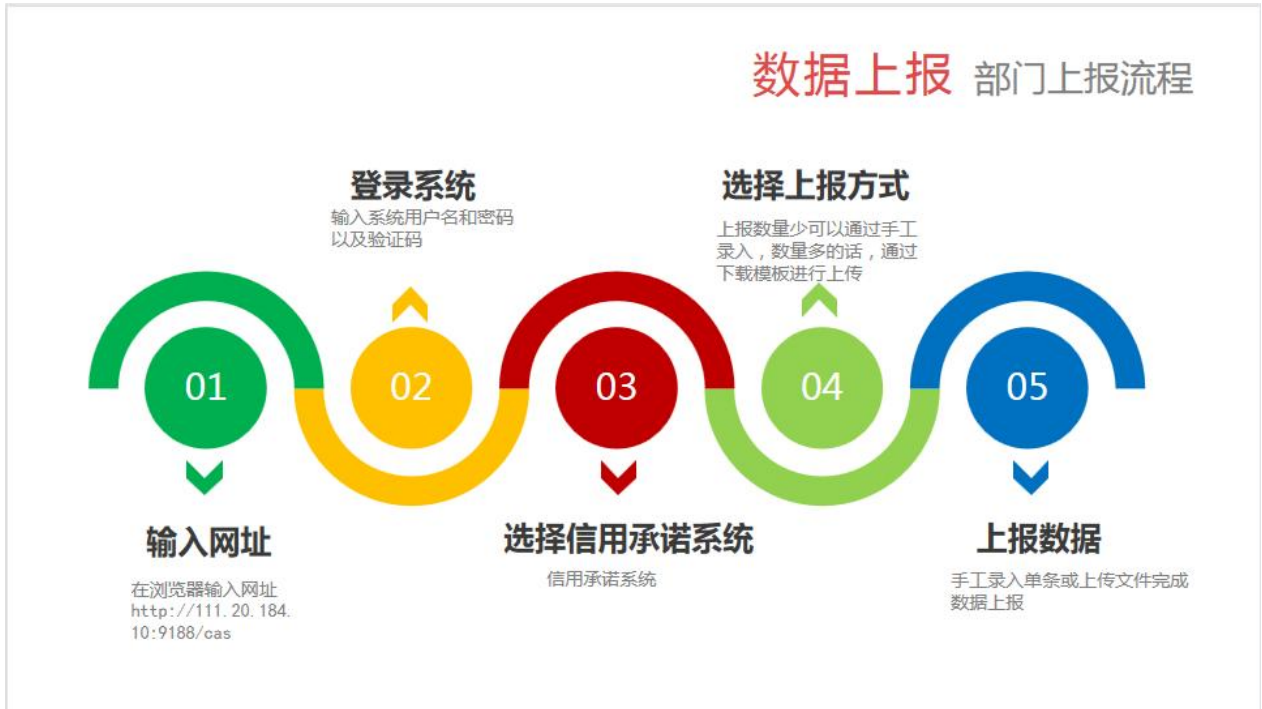 数据上报 部门上报流程
登录系统
输入系统用户名和密码
以及验证码
选择上报方式
上报数量少可以通过手工
录入，数量多的话，通过
下载模板进行上传
01
02
03
04
05
输入网址
在浏览器输入网址
http://111.20.184.
10:9188/cas
选择信用承诺系统
信用承诺系统
上报数据
手工录入单条或上传文件完成
数据上报